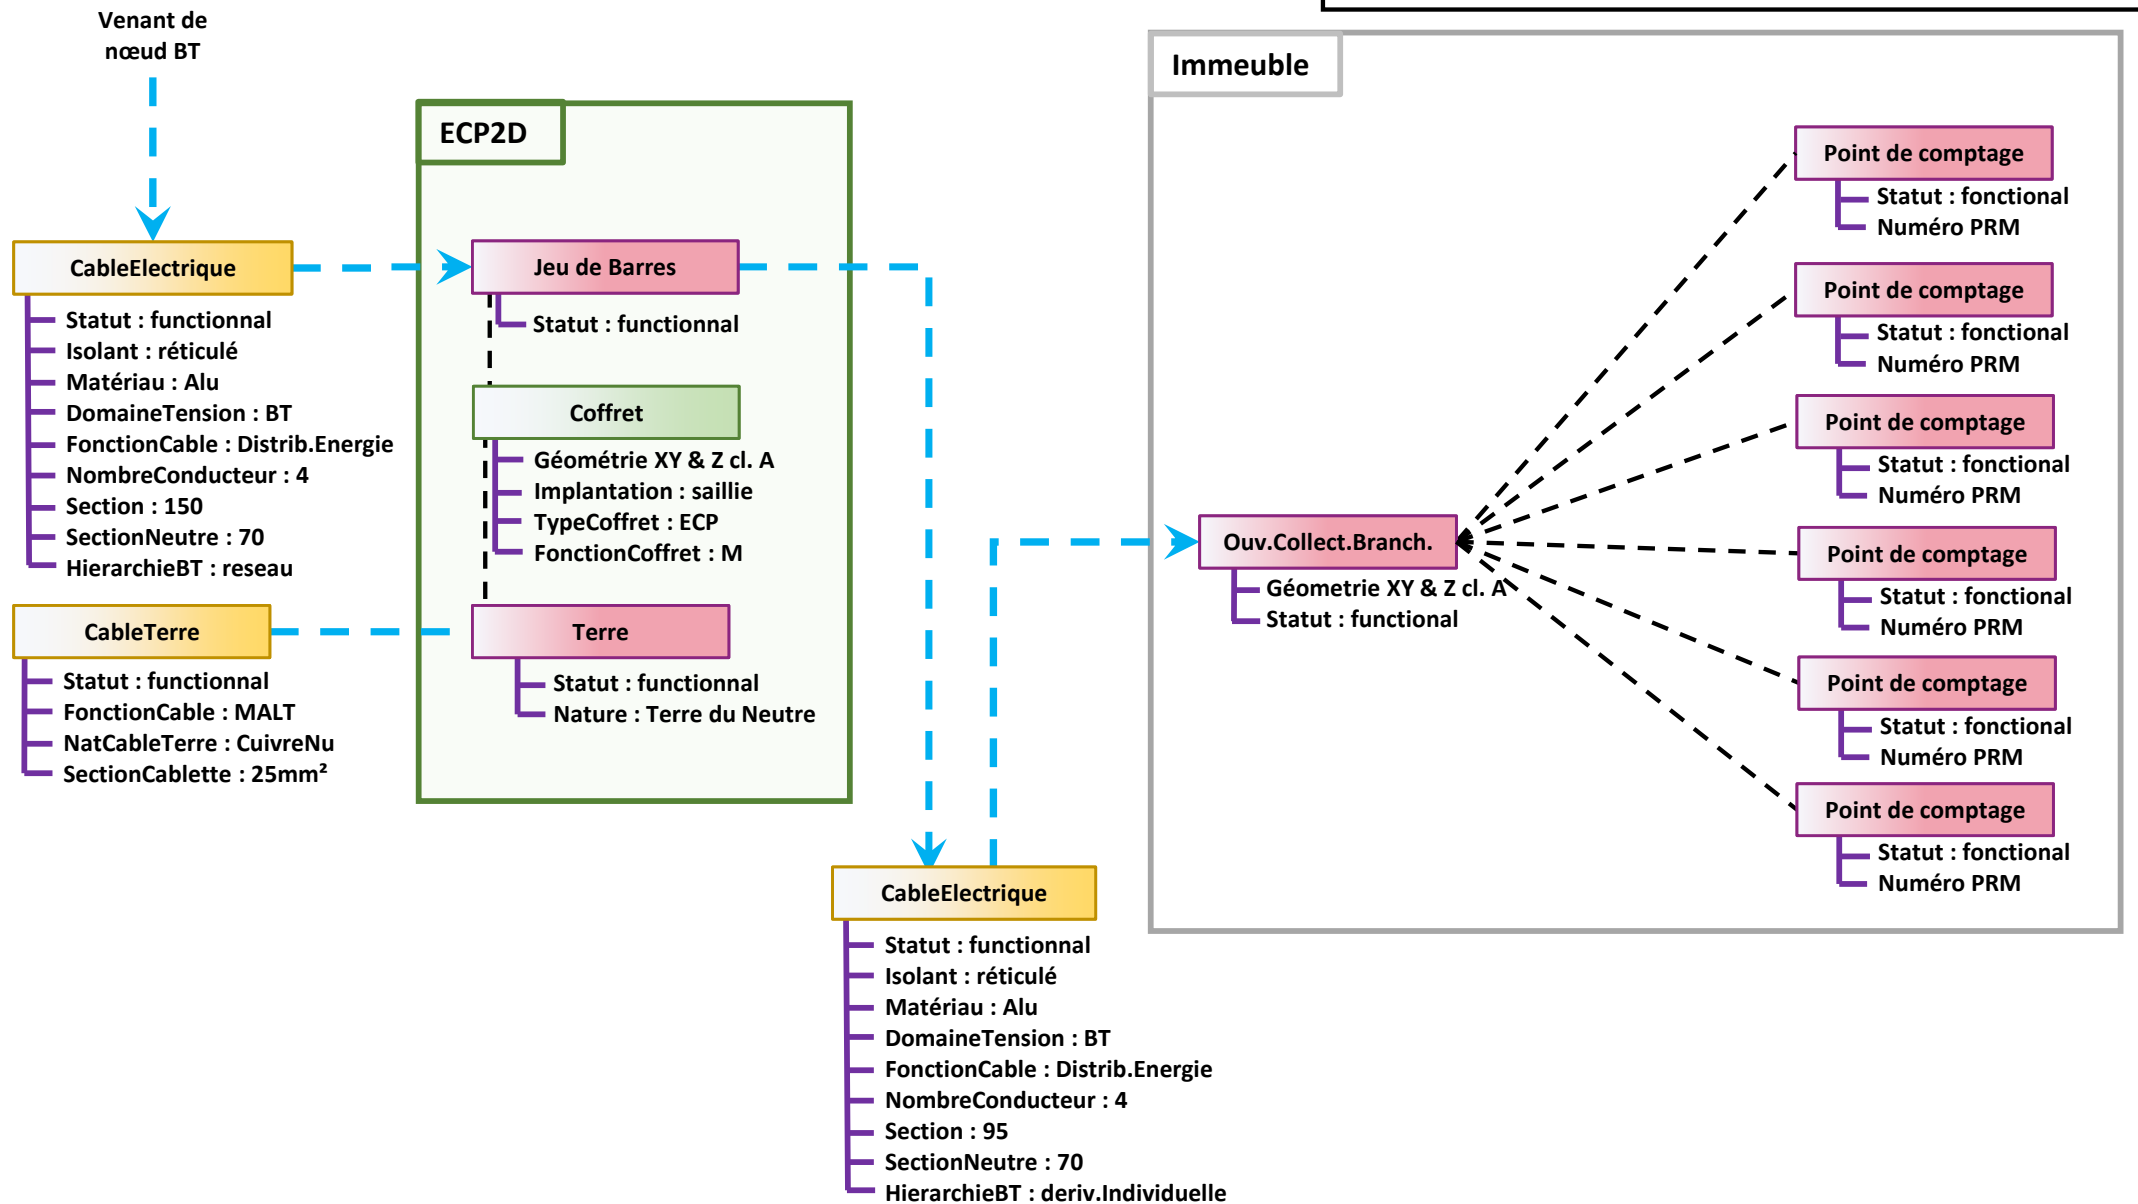 Venant de
nœud BT
CableElectrique
Statut : functionnal
Isolant : réticulé
Matériau : Alu
DomaineTension : BT
FonctionCable : Distrib.Energie
NombreConducteur : 4
Section : 150
SectionNeutre : 70
HierarchieBT : reseau
CableTerre
Statut : functionnal
FonctionCable : MALT
NatCableTerre : CuivreNu
SectionCablette : 25mm²
ECP2D
Jeu de Barres
Statut : functionnal
Coffret
Géométrie XY & Z cl. A
Implantation : saillie
TypeCoffret : ECP
FonctionCoffret : M
Terre
Statut : functionnal
Nature : Terre du Neutre
CableElectrique
Statut : functionnal
Isolant : réticulé
Matériau : Alu
DomaineTension : BT
FonctionCable : Distrib.Energie
NombreConducteur : 4
Section : 95
SectionNeutre : 70
HierarchieBT : deriv.Individuelle
Immeuble
Ouv.Collect.Branch.
Géometrie XY & Z cl. A
Statut : functional
Point de comptage
Statut : fonctional
Numéro PRM
Point de comptage
Statut : fonctional
Numéro PRM
Point de comptage
Statut : fonctional
Numéro PRM
Point de comptage
Statut : fonctional
Numéro PRM
Point de comptage
Statut : fonctional
Numéro PRM
Point de comptage
Statut : fonctional
Numéro PRM